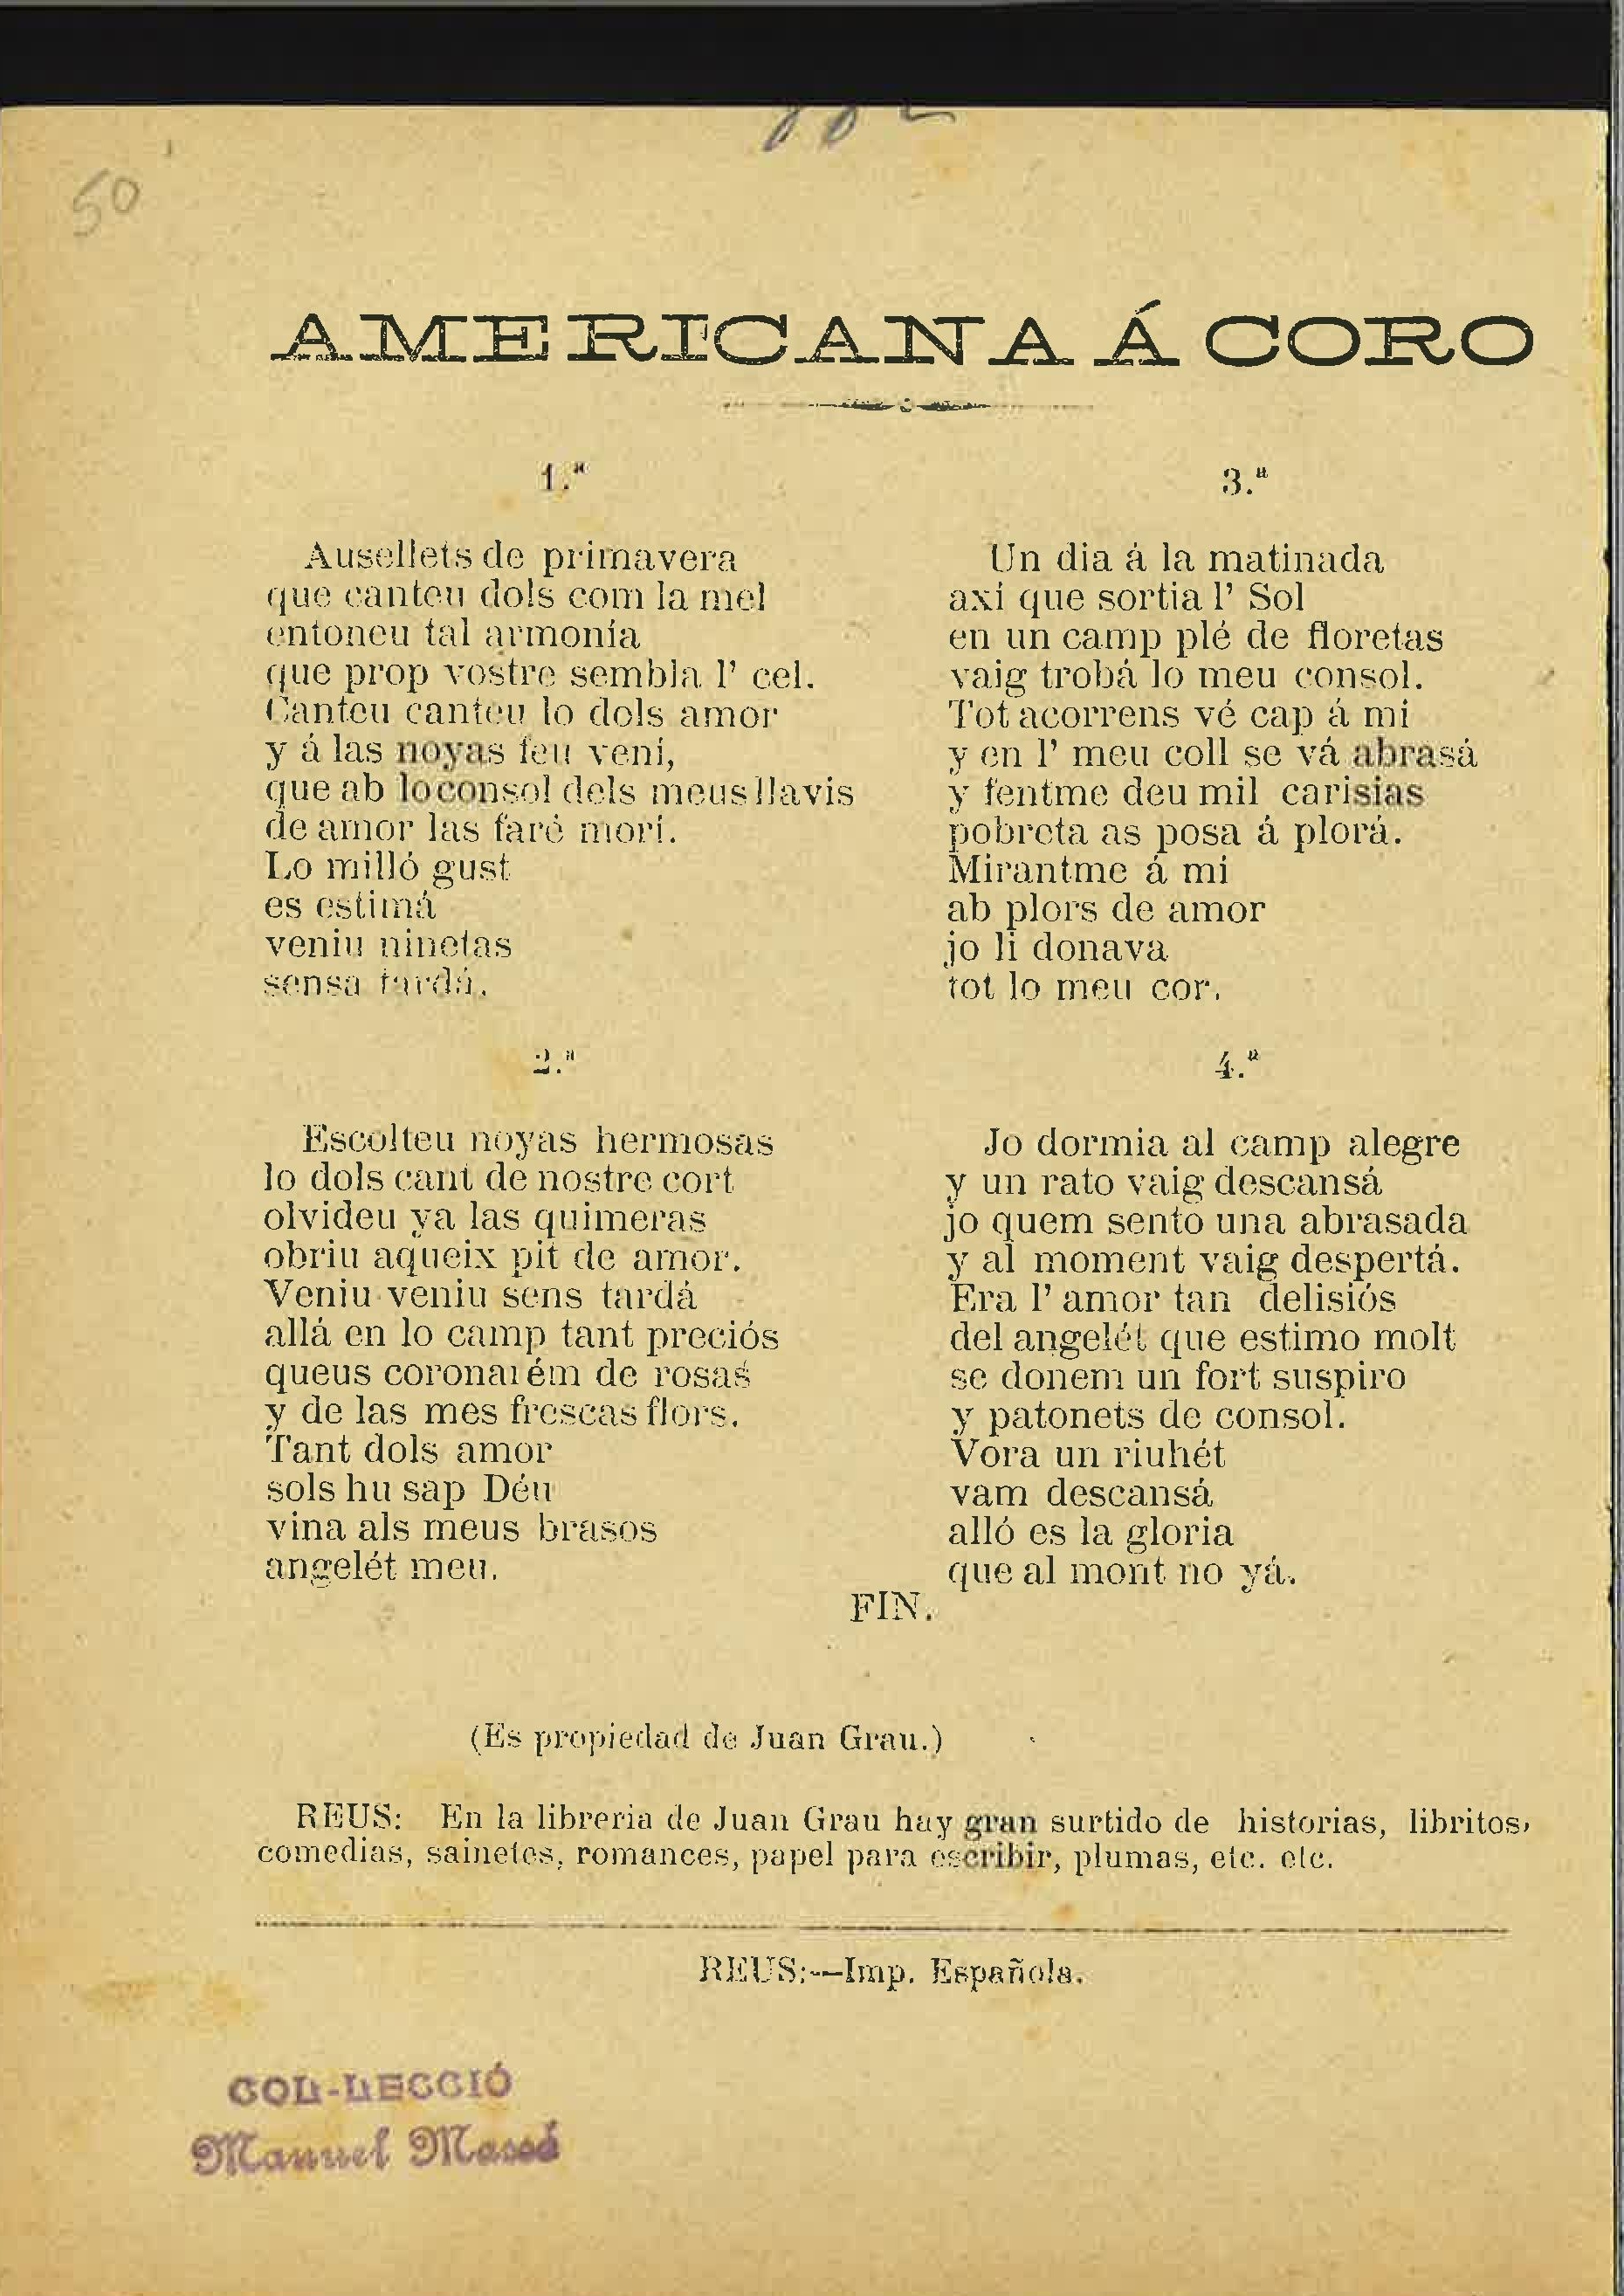 50
AMERICANA Á CORO
1.ª
Ausellets de primavera
que canteu dols com la mel
entoneu tal armonía
que prop vostre sembla l' cel.
Canteu canteu lo dols amor
y á las noyas feu vení,
que ab lo consol dels meus llavis
de amor las faré morí.
Lo milló gust
es estimá
veniu ninetas
sensa tardá.
2.ª
Escolteu noyas hermosas
lo dols cant de nostre cort
olvideu ya las quimeras
obriu aqueix pit de amor.
Veniu veniu sens tardá
allá en lo camp tant preciós
queus coronarém de rosas
y de las mes frescas flors.
Tant dols amor
sols hu sap Déu
vina als meus brasos
angelét meu.
3.ª
Un dia á la matinada
axi que sortia l' Sol
en un camp plé de floretas
vaig trobá lo meu consol.
Tot acorrens vé cap á mi
y en l' meu coll se vá abrasá
y fentme deu mil carisias
pobreta as posa á plorá.
Mirantme á mi
ab plors de amor
jo li donava
tot lo meu cor.
4.ª
Jo dormia al camp alegre
y un rato vaig descansá
jo quem sento una abrasada
y al moment vaig despertá.
Era l' amor tan delisiós
del angelét que estimo molt
se donem un fort suspiro
y patonets de consol.
Vora un riuhét
vam descansá
alló es la gloria
que al mont no yá.
FIN.
(Es propiedad de Juan Grau.)
REUS: En la libreria de Juan Grau hay gran surtido de historias, libritos,
comedias, sainetes, romances, papel para escribir, plumas, etc. etc.
REUS:--Imp. Española.
COL-LECCIÓ
Manuel Massó